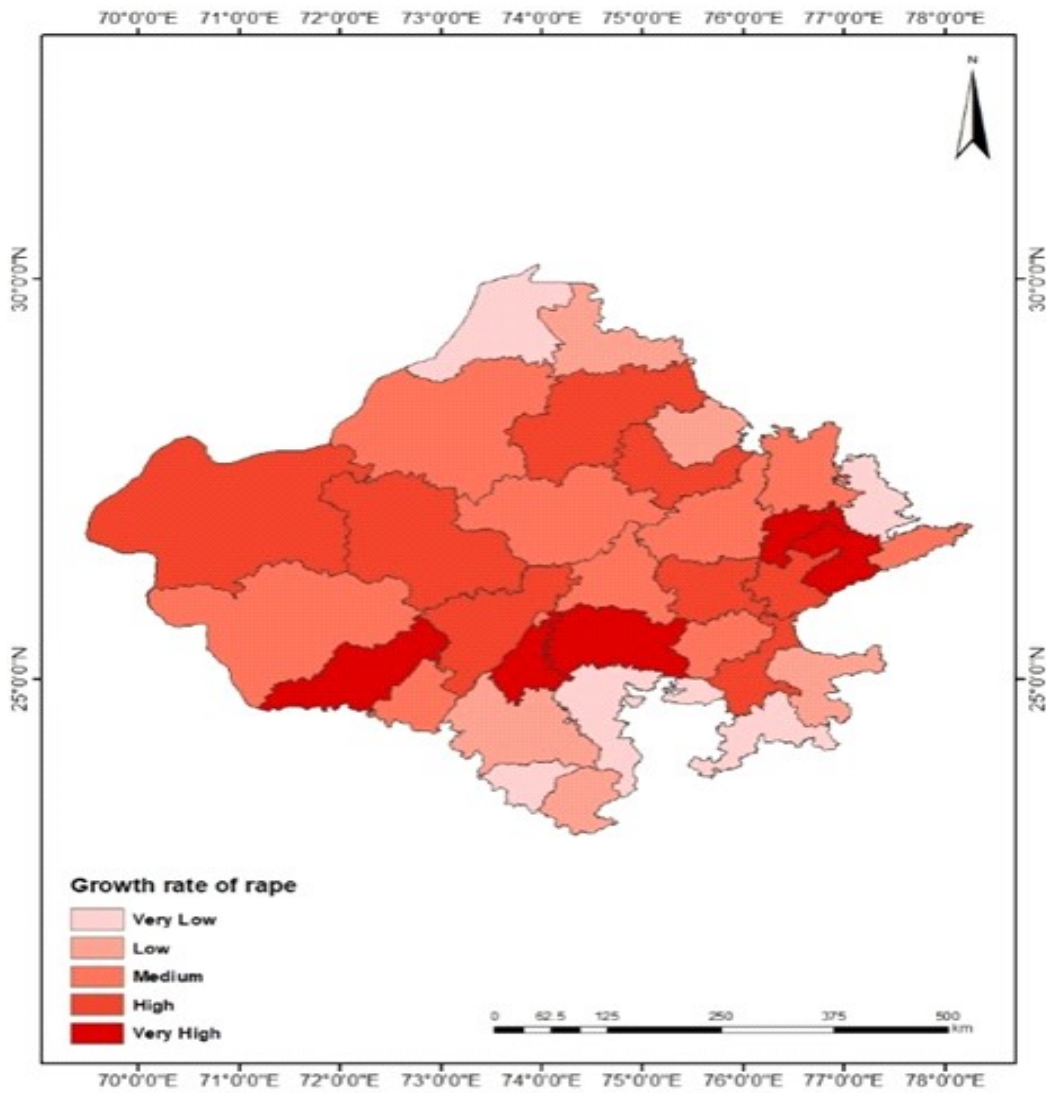 70°0'0"E 71°0'0"E 72°0'0"E 73°0'0"E 74°0'0"E 75°0'0"E 76°0'0"E 77°0'0"E 78°0'0"E
N
30°0'0"N 30°0'0"N
25°0'0"N 25°0'0"N
Growth rate of rape
Very Low
Low
Medium
High
Very High
0 62.5 125 250 375 500
km
70°0'0"E 71°0'0"E 72°0'0"E 73°0'0"E 74°0'0"E 75°0'0"E 76°0'0"E 77°0'0"E 78°0'0"E